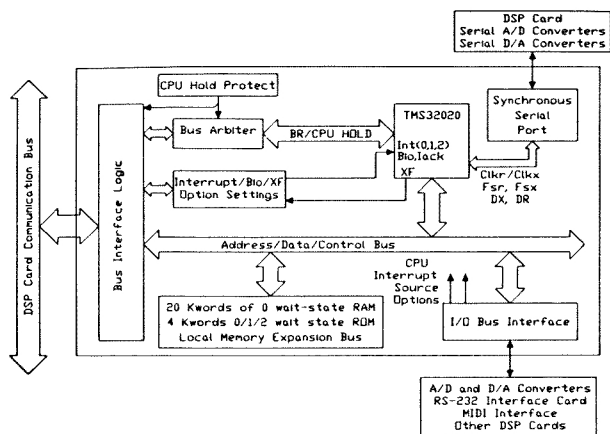 DSP Card
Serial A/D Converters
Serial D/A Converters
CPU Hold Protect
TMS32020
Synchronous
Serial
Port
Bus Arbiter
BR/CPU HOLD
Int(0,1,2)
Bio,Iack
XF
Interrupt/Bio/XF
Option Settings
Clkr/Clkx
Fsr, Fsx
DX, DR
DSP Card Communication Bus
Bus Interface Logic
Address/Data/Control Bus
CPU
Interrupt
Source
Options
20 Kwords of 0 wait-state RAM
4 Kwords 0/1/2 wait state ROM
Local Memory Expansion Bus
I/O Bus Interface
A/D and D/A Converters
RS-232 Interface Card
MIDI Interface
Other DSP Cards